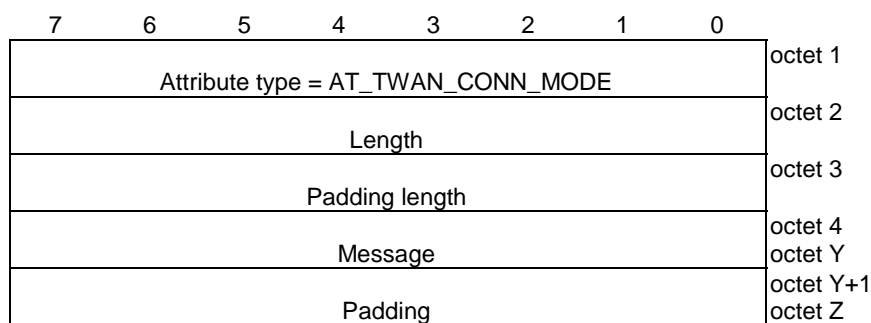 7 6 5 4 3 2 1 0
octet 1
Attribute type = AT_TWAN_CONN_MODE
octet 2
Length
octet 3
Padding length
octet 4
Message octet Y
octet Y+1
Padding octet Z